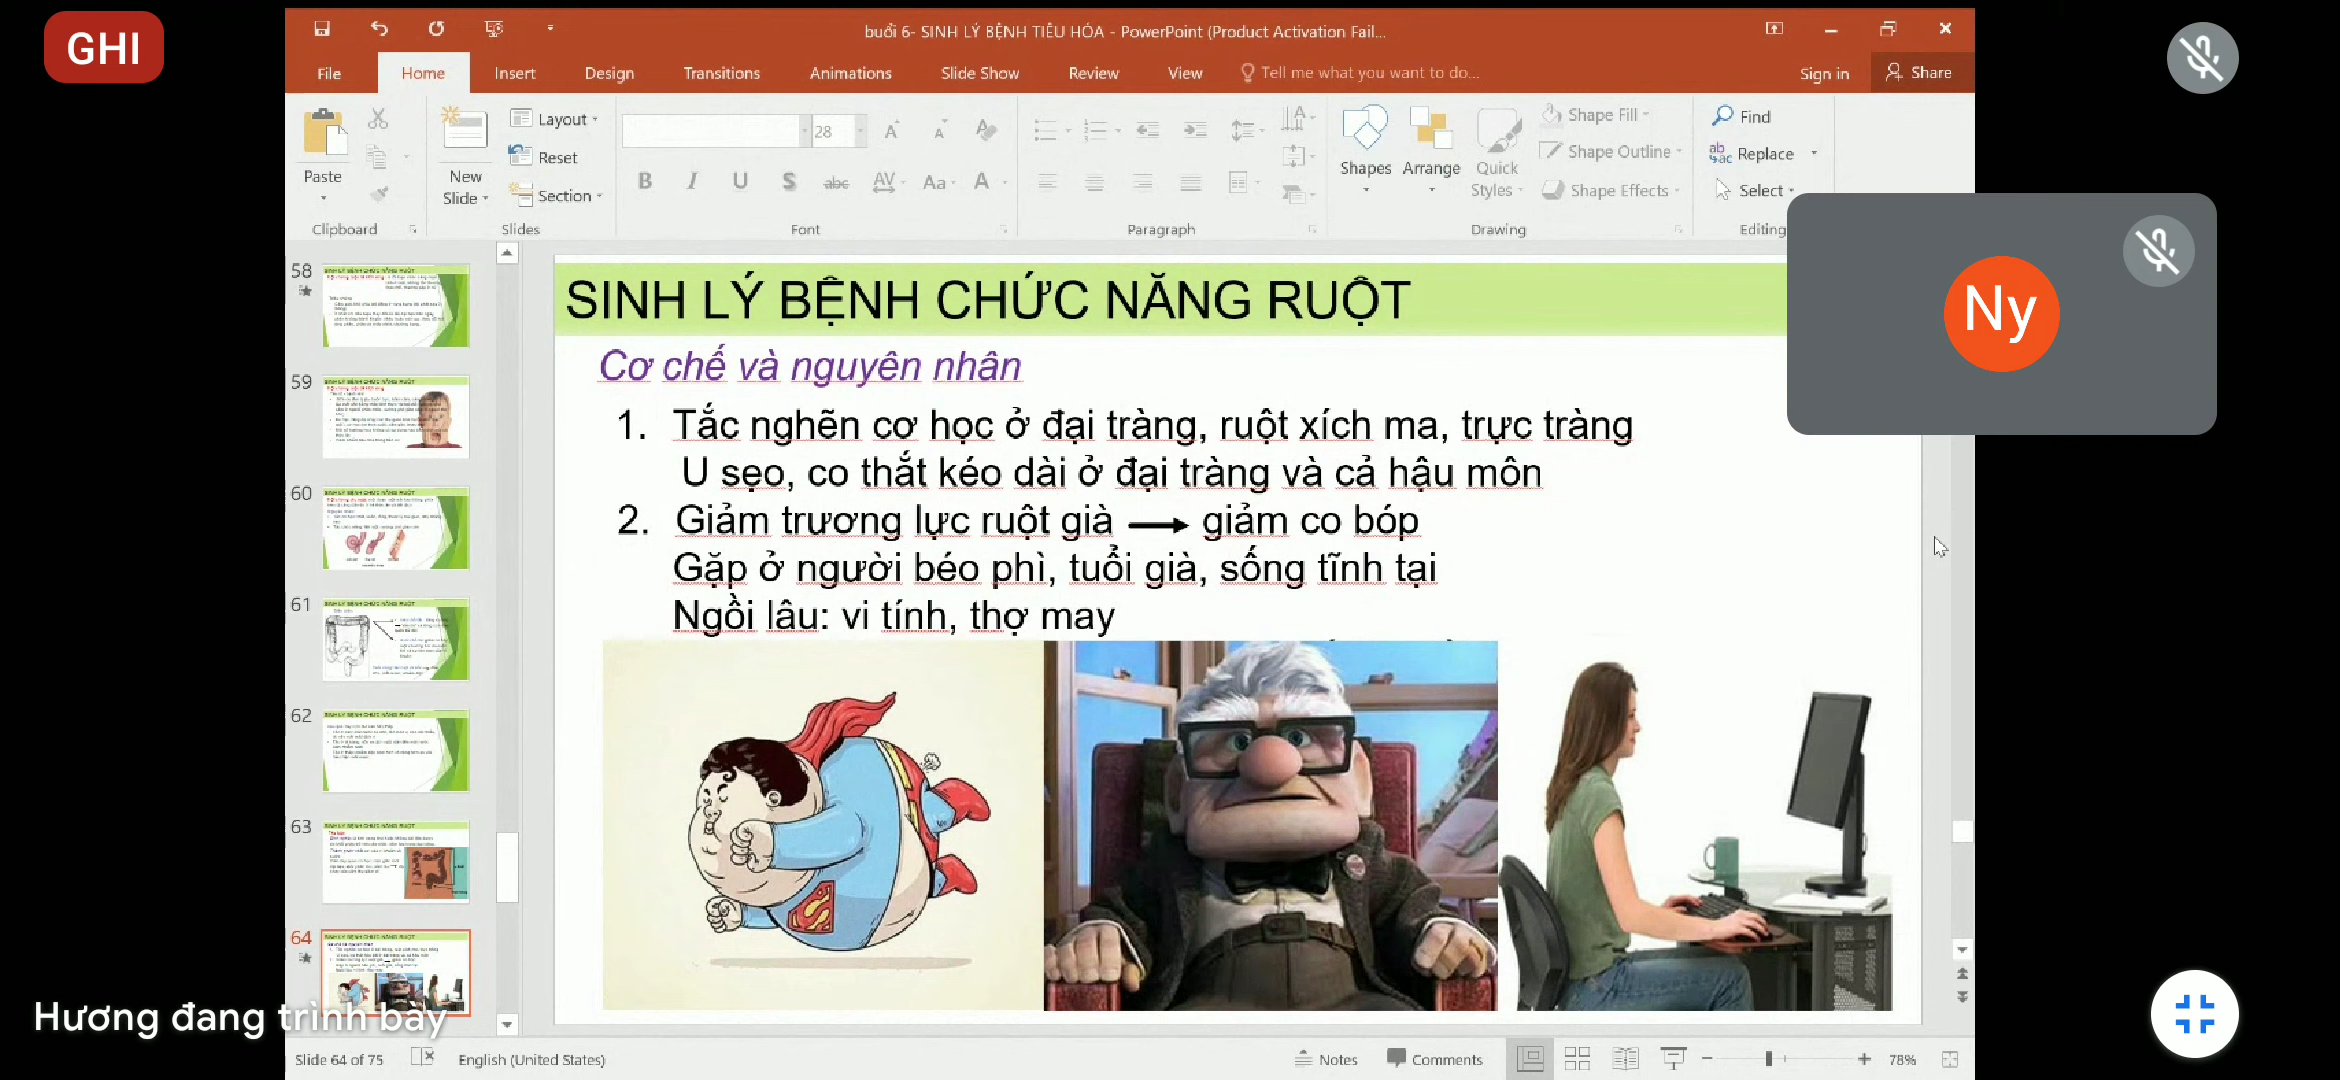 GHI
buổi 6- SINH LÝ BỆNH TIÊU HÓA - PowerPoint (Product Activation Fail...
File Home Insert Design Transitions Animations Slide Show Review View Tell me what you want to do... Sign in Share
Paste
Clipboard
New Slide
Layout
Reset
Section
Slides
28
B I U S abc AV Aa A
Font
Paragraph
Shapes
Arrange
Quick Styles
Shape Fill
Shape Outline
Shape Effects
Drawing
Find
Replace
Select
Editing
Ny
58
59
60
61
62
63
64
SINH LÝ BỆNH CHỨC NĂNG RUỘT
Cơ chế và nguyên nhân
1. Tắc nghẽn cơ học ở đại tràng, ruột xích ma, trực tràng
U sẹo, co thắt kéo dài ở đại tràng và cả hậu môn
2. Giảm trương lực ruột già → giảm co bóp
Gặp ở người béo phì, tuổi già, sống tĩnh tại
Ngồi lâu: vi tính, thợ may
Hương đang trình bày
Slide 64 of 75 English (United States) Notes Comments 78%